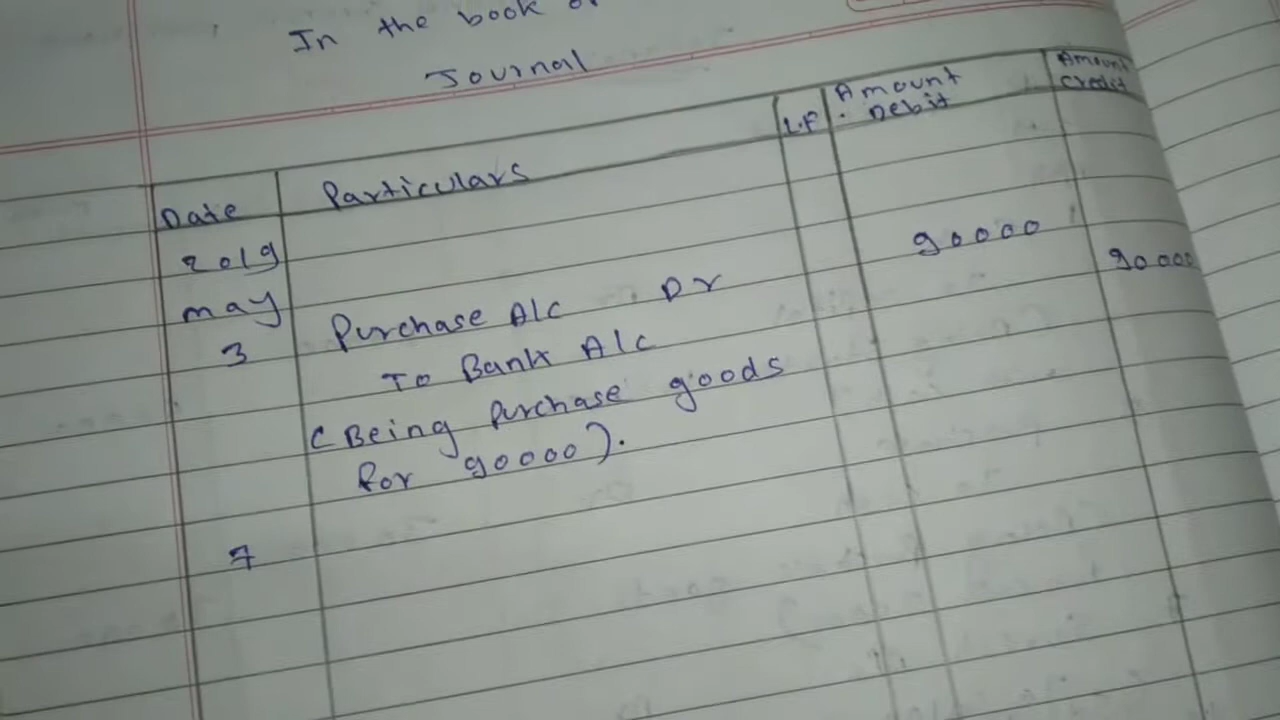 In the book
Journal
Date Particulars L.F Amount Debit Amount Credit
2019
may
3 Purchase A/c Dr 90000
To Bank A/c 90000
(Being purchase goods
for 90000).
7